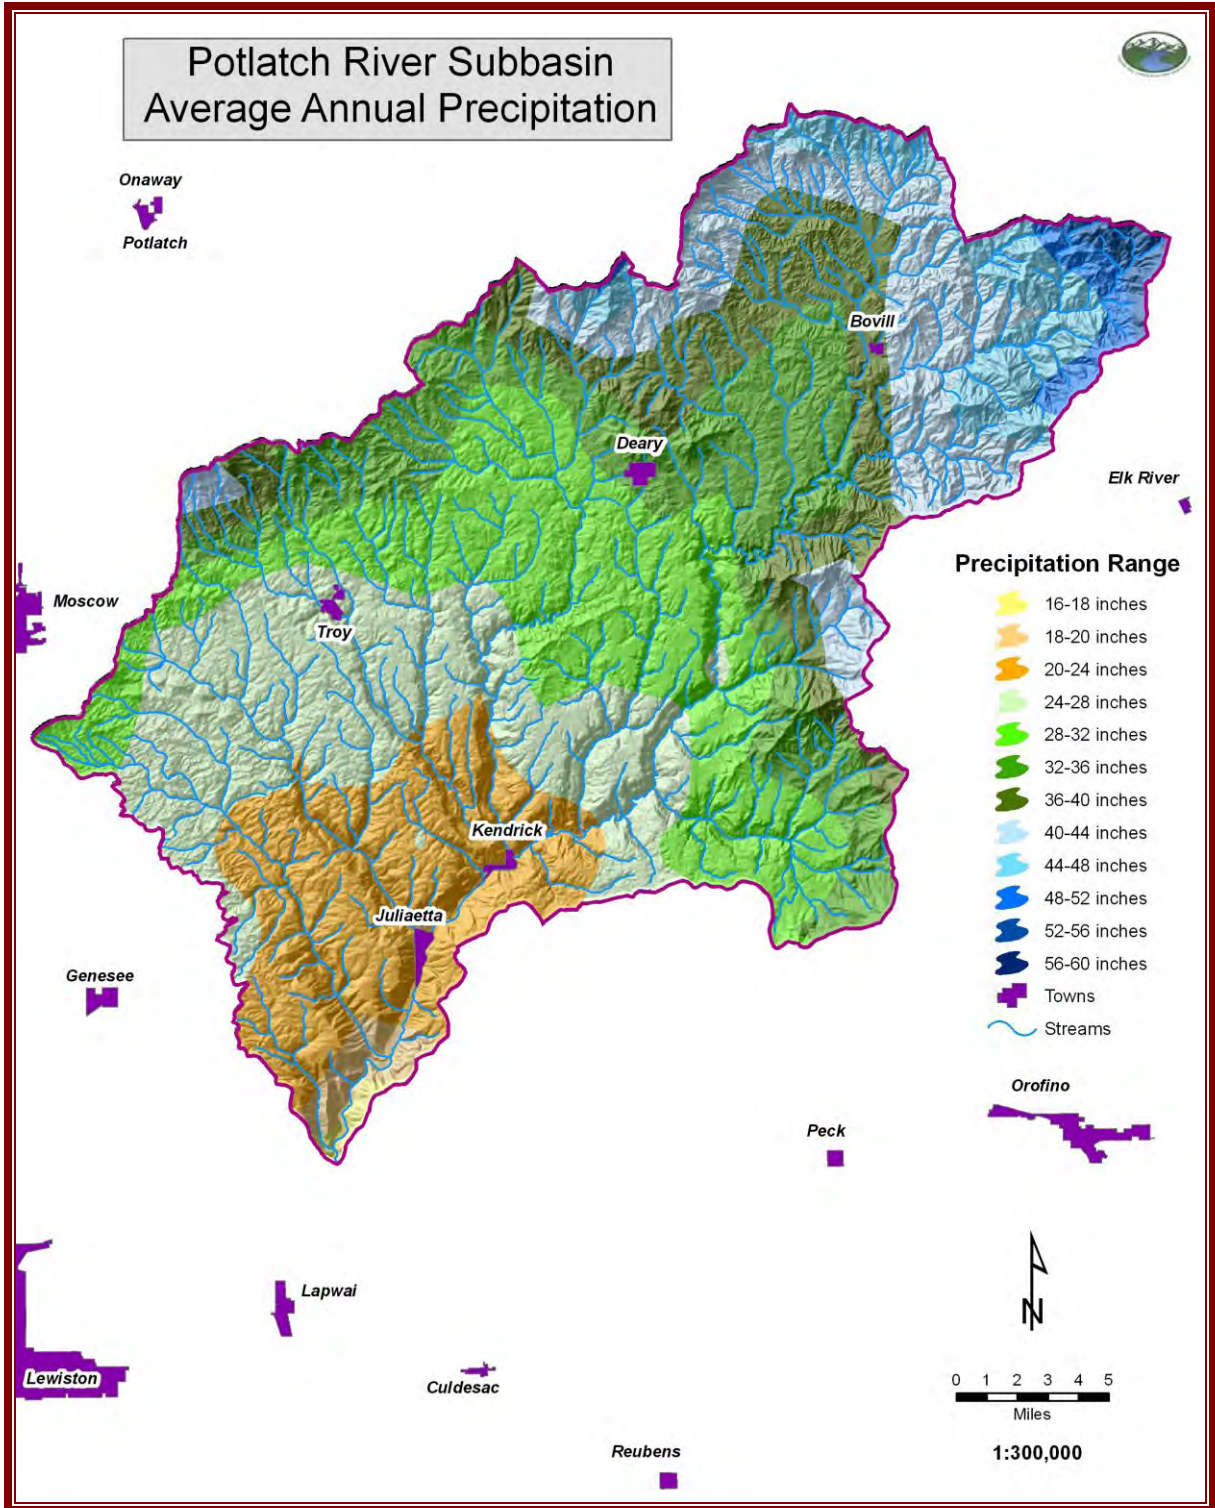 Potlatch River Subbasin
Average Annual Precipitation
Onaway
Potlatch
Bovill
Deary
Elk River
Moscow
Troy
Kendrick
Juliaetta
Genesee
Precipitation Range
16-18 inches
18-20 inches
20-24 inches
24-28 inches
28-32 inches
32-36 inches
36-40 inches
40-44 inches
44-48 inches
48-52 inches
52-56 inches
56-60 inches
Towns
Streams
Orofino
Peck
Lapwai
Lewiston
Culdesac
Reubens
N
0 1 2 3 4 5
Miles
1:300,000